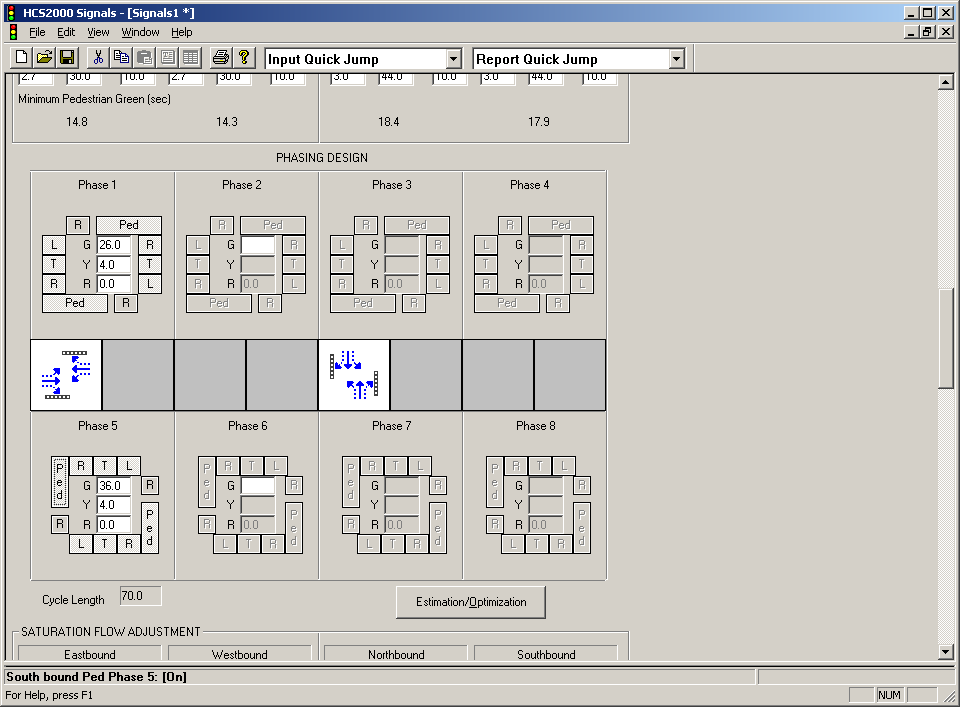 HCS2000 Signals - [Signals1 *]
File Edit View Window Help
Input Quick Jump Report Quick Jump
2.7 30.0 10.0 2.7 30.0 10.0 3.0 44.0 10.0 3.0 44.0 10.0
Minimum Pedestrian Green (sec)
14.8 14.3 18.4 17.9
PHASING DESIGN
Phase 1 Phase 2 Phase 3 Phase 4
R Ped R Ped R Ped R Ped
L G 26.0 R L G R L G R L G R
T Y 4.0 T T Y T T Y T T Y T
R R 0.0 L R R 0.0 L R R 0.0 L R R 0.0 L
Ped R Ped R Ped R Ped R
Phase 5 Phase 6 Phase 7 Phase 8
Ped R T L Ped R T L Ped R T L Ped R T L
G 36.0 R G R G R G R
Y 4.0 Y Y Y
R R 0.0 Ped R R 0.0 Ped R R 0.0 Ped R R 0.0 Ped
L T R L T R L T R L T R
Cycle Length 70.0 Estimation/Optimization
SATURATION FLOW ADJUSTMENT
Eastbound Westbound Northbound Southbound
South bound Ped Phase 5: [On]
For Help, press F1 NUM